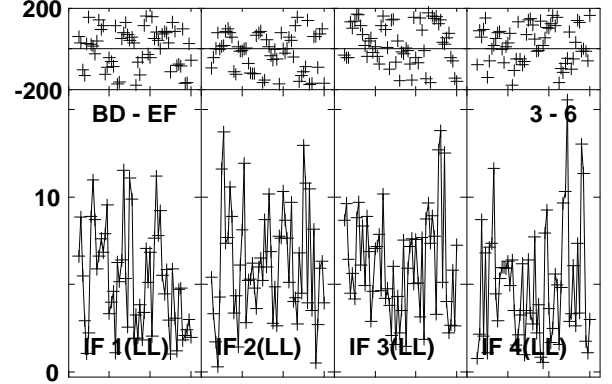 200
-200
BD - EF
3 - 6
10
IF 1(LL)
IF 2(LL)
IF 3(LL)
IF 4(LL)
0